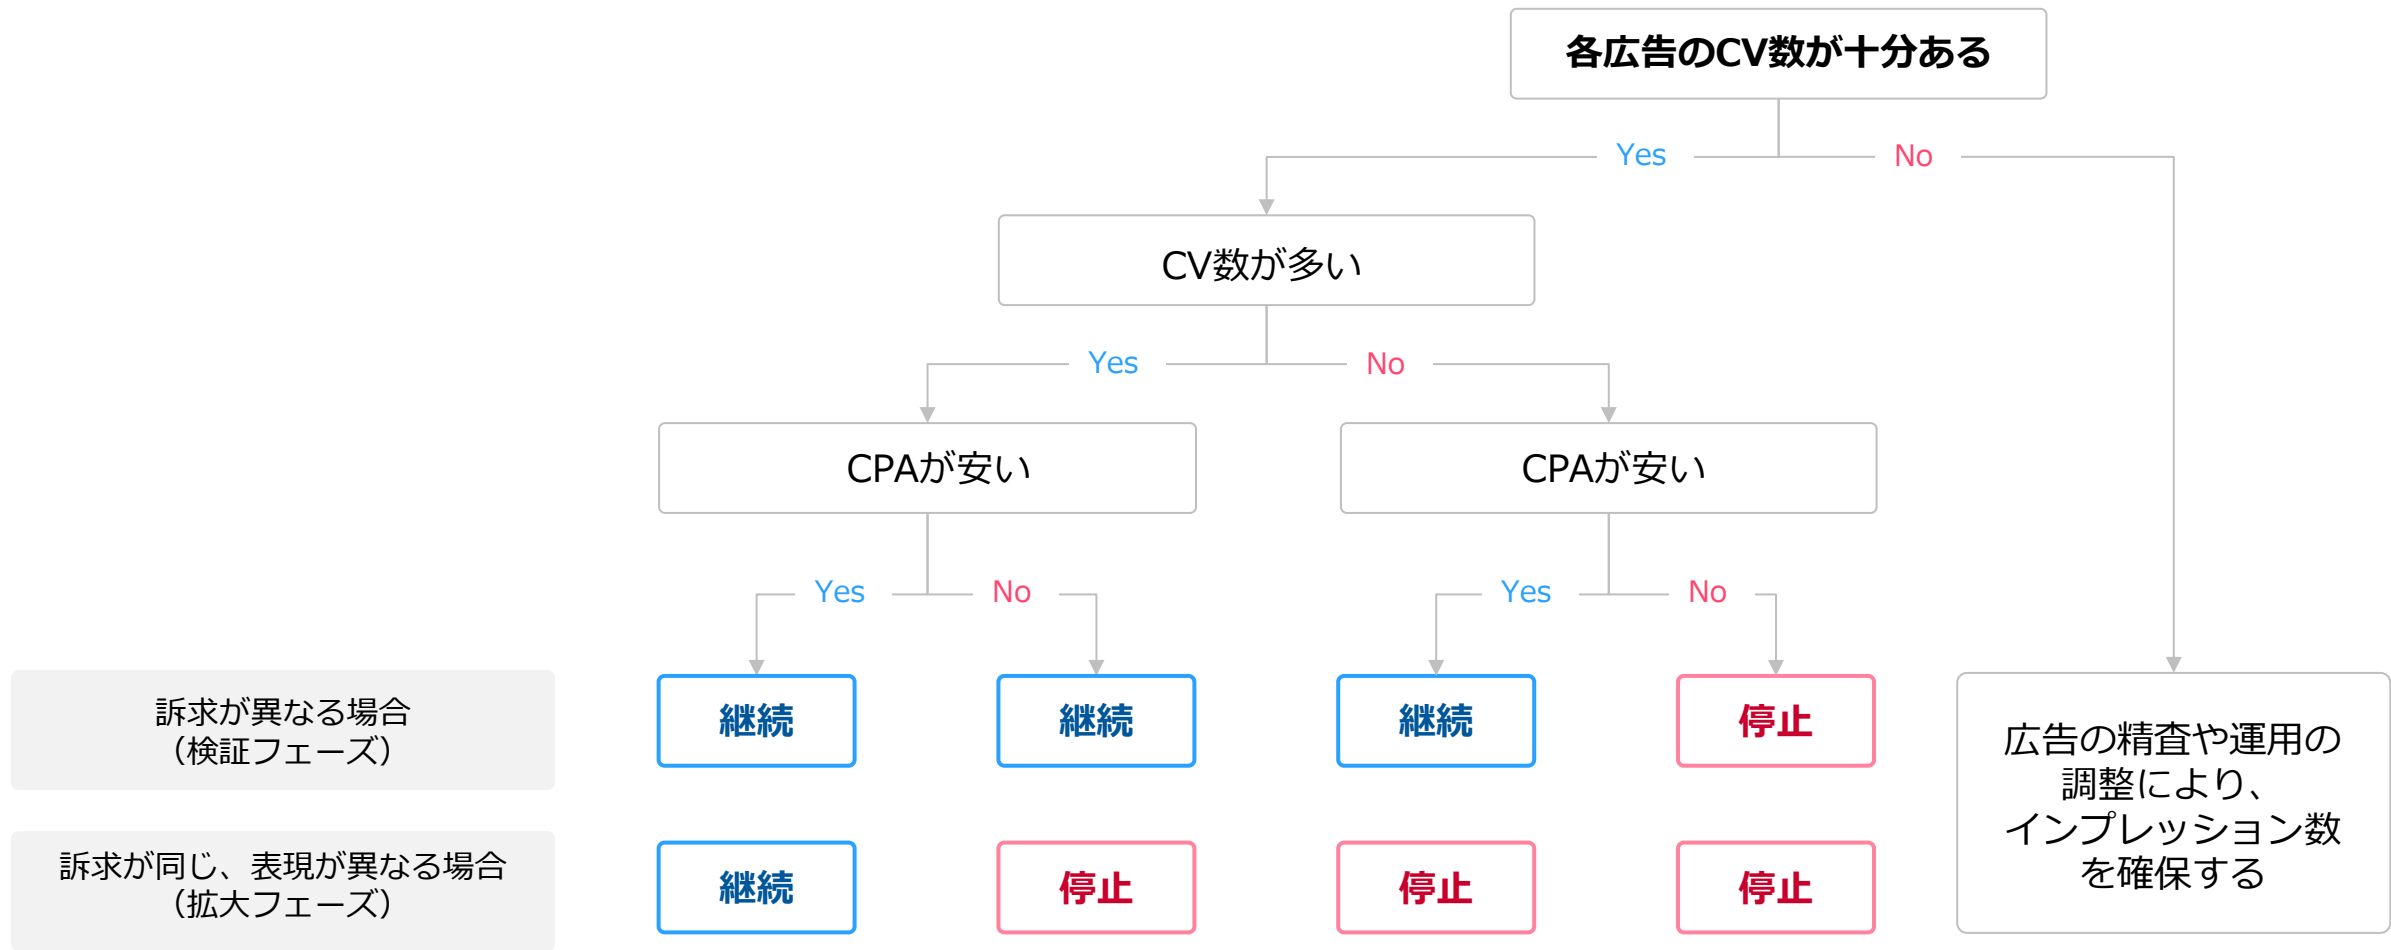 各広告のCV数が十分ある
Yes
No
CV数が多い
Yes
No
CPAが安い
CPAが安い
Yes
No
Yes
No
訴求が異なる場合
（検証フェーズ）
継続
継続
継続
停止
広告の精査や運用の
調整により、
インプレッション数
を確保する
訴求が同じ、表現が異なる場合
（拡大フェーズ）
継続
停止
停止
停止